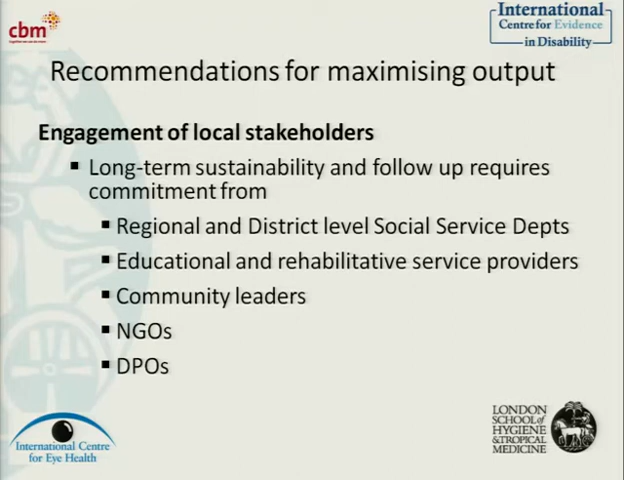 cbm
International
Centre for Evidence
in Disability
Recommendations for maximising output
Engagement of local stakeholders
▪ Long-term sustainability and follow up requires
commitment from
▪ Regional and District level Social Service Depts
▪ Educational and rehabilitative service providers
▪ Community leaders
▪ NGOs
▪ DPOs
International Centre
for Eye Health
LONDON
SCHOOL of
HYGIENE
& TROPICAL
MEDICINE